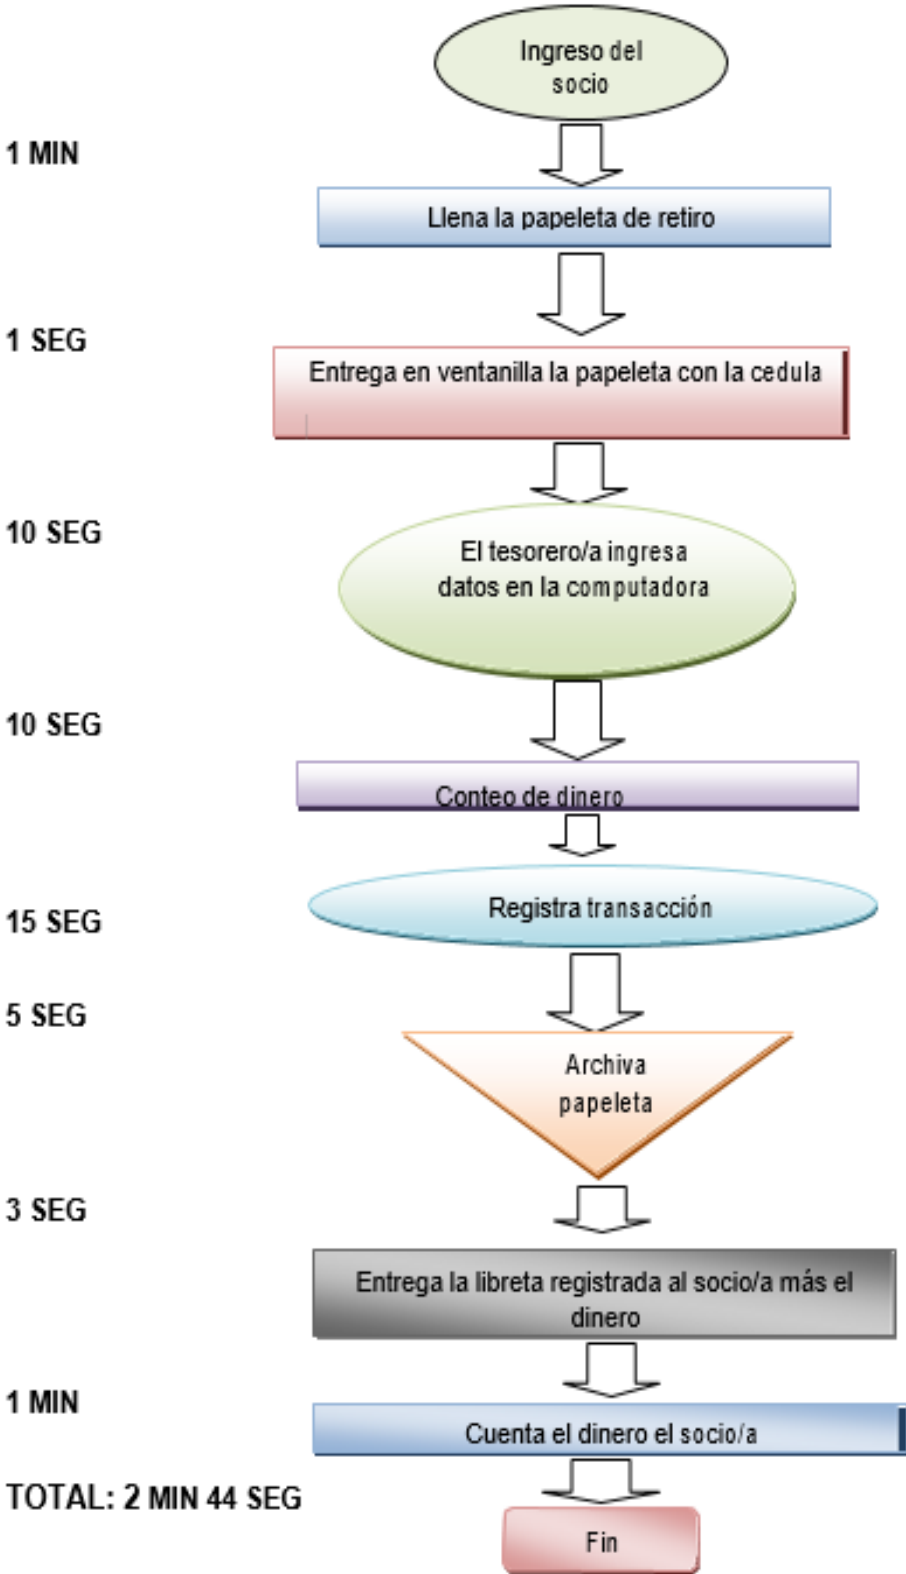 Ingreso del
socio
1 MIN
Llena la papeleta de retiro
1 SEG
Entrega en ventanilla la papeleta con la cedula
10 SEG
El tesorero/a ingresa
datos en la computadora
10 SEG
Conteo de dinero
15 SEG
Registra transacción
5 SEG
Archiva
papeleta
3 SEG
Entrega la libreta registrada al socio/a más el
dinero
1 MIN
Cuenta el dinero el socio/a
TOTAL: 2 MIN 44 SEG
Fin